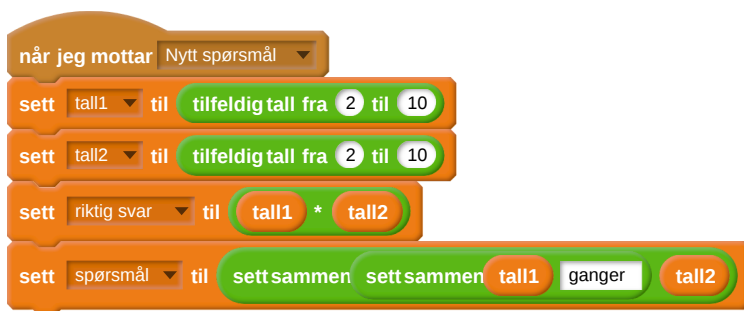 når jeg mottar Nytt spørsmål
sett tall1 til tilfeldig tall fra 2 til 10
sett tall2 til tilfeldig tall fra 2 til 10
sett riktig svar til tall1 * tall2
sett spørsmål til sett sammen sett sammen tall1 ganger tall2